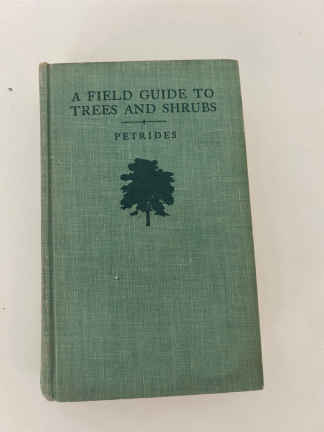 A FIELD GUIDE TO
TREES AND SHRUBS
PETRIDES